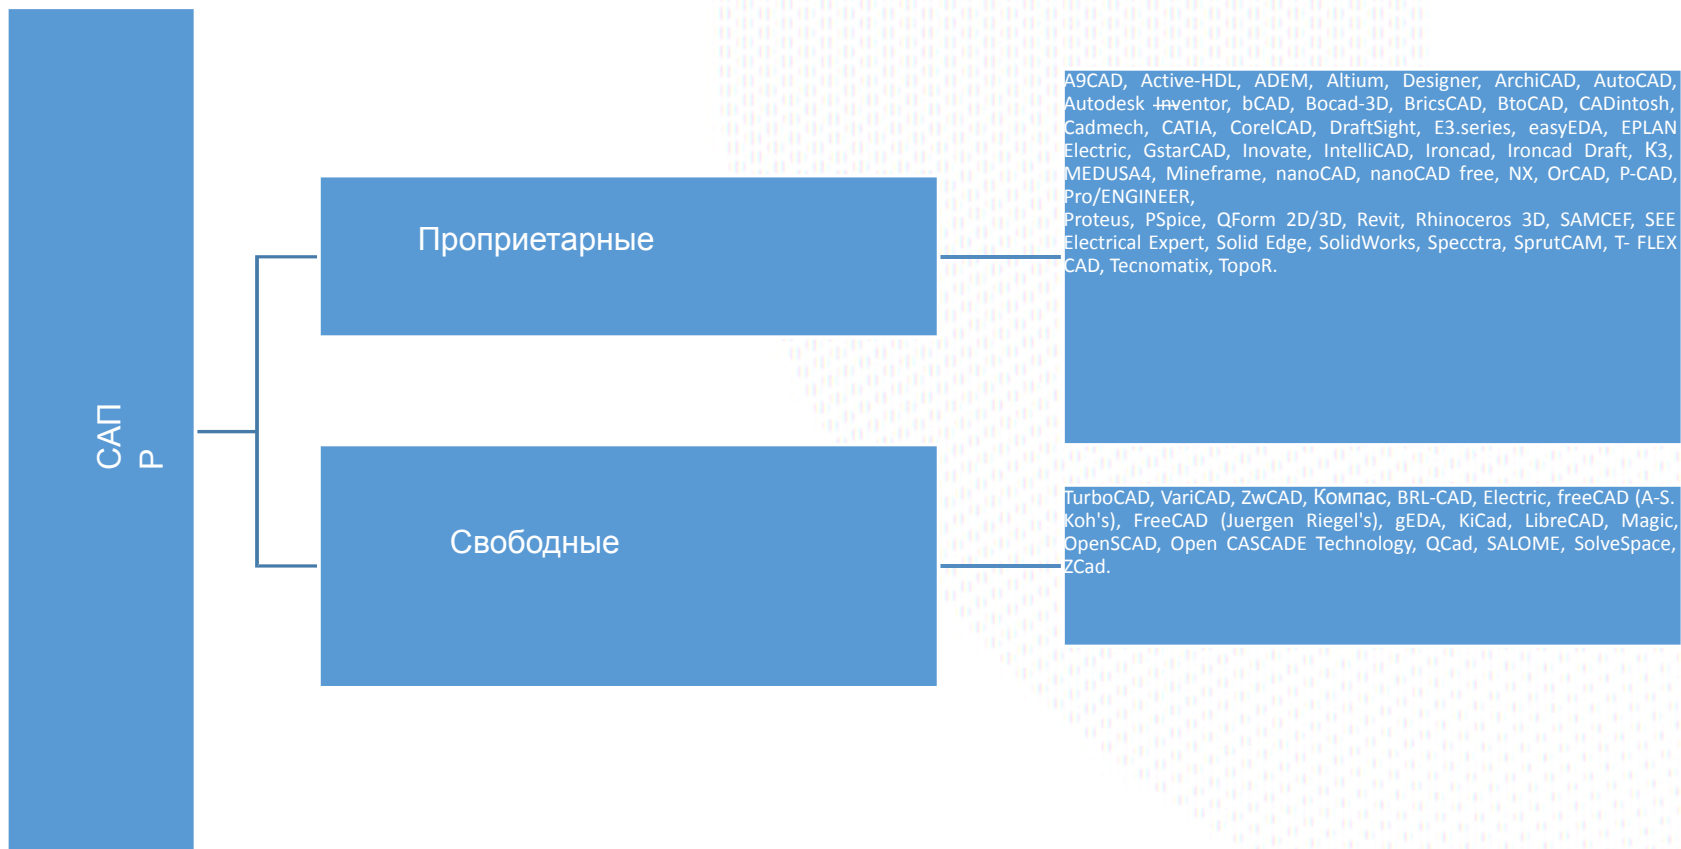 САП
Р
Проприетарные
A9CAD, Active-HDL, ADEM, Altium, Designer, ArchiCAD, AutoCAD,
Autodesk Inventor, bCAD, Bocad-3D, BricsCAD, BtoCAD, CADintosh,
Cadmech, CATIA, CorelCAD, DraftSight, E3.series, easyEDA, EPLAN
Electric, GstarCAD, Inovate, IntelliCAD, Ironcad, Ironcad Draft, К3,
MEDUSA4, Mineframe, nanoCAD, nanoCAD free, NX, OrCAD, P-CAD,
Pro/ENGINEER,
Proteus, PSpice, QForm 2D/3D, Revit, Rhinoceros 3D, SAMCEF, SEE
Electrical Expert, Solid Edge, SolidWorks, Specctra, SprutCAM, T- FLEX
CAD, Tecnomatix, TopoR.
Свободные
TurboCAD, VariCAD, ZwCAD, Компас, BRL-CAD, Electric, freeCAD (A-S.
Koh's), FreeCAD (Juergen Riegel's), gEDA, KiCad, LibreCAD, Magic,
OpenSCAD, Open CASCADE Technology, QCad, SALOME, SolveSpace,
ZCad.